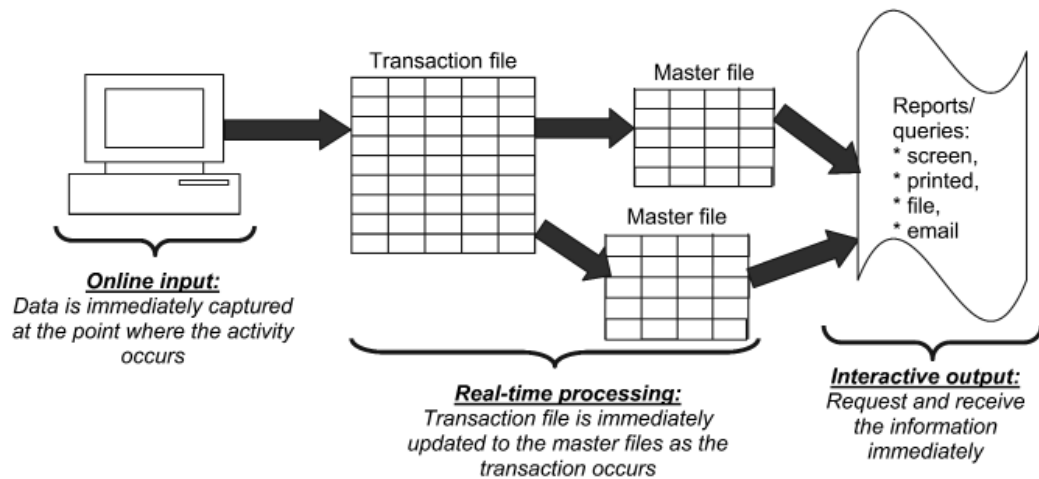 Transaction file
Master file
Reports/
queries:
* screen,
* printed,
* file,
* email
Master file
Online input:
Data is immediately captured
at the point where the activity
occurs
Real-time processing:
Transaction file is immediately
updated to the master files as the
transaction occurs
Interactive output:
Request and receive
the information
immediately